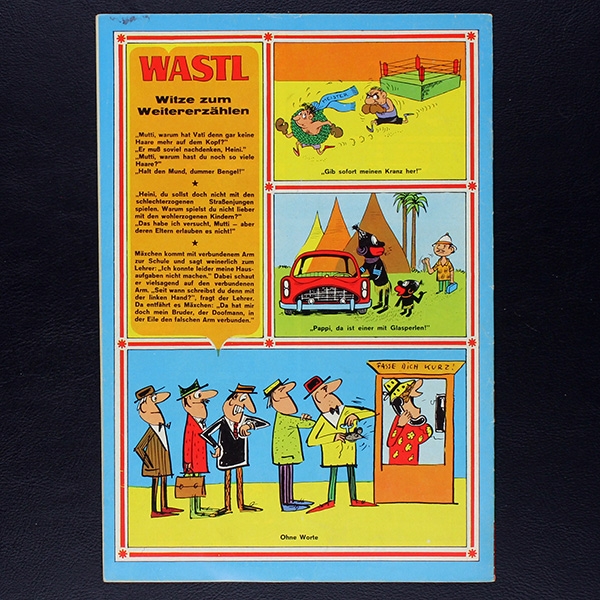 WASTL
Witze zum
Weitererzählen
„Mutti, warum hat Vati denn gar keine
Haare mehr auf dem Kopf?"
„Er muß soviel nachdenken, Heini."
„Mutti, warum hast du noch so viele
Haare?"
„Halt den Mund, dummer Bengel!"
„Heini, du sollst doch nicht mit den
schlechterzogenen Straßenjungen
spielen. Warum spielst du nicht lieber
mit den wohlerzogenen Kindern?"
„Das habe ich versucht, Mutti — aber
deren Eltern erlauben es nicht!"
Mäxchen kommt mit verbundenem Arm
zur Schule und sagt weinerlich zum
Lehrer: „Ich konnte leider meine Haus-
aufgaben nicht machen." Dabei schaut
er vielsagend auf den verbundenen
Arm. „Seit wann schreibst du denn mit
der linken Hand?", fragt der Lehrer.
Da entfährt es Mäxchen: „Da hat mir
doch mein Bruder, der Doofmann, in
der Eile den falschen Arm verbunden."
MEISTER
„Gib sofort meinen Kranz her!"
„Pappi, da ist einer mit Glasperlen!"
FASSE DICH KURZ!
Ohne Worte